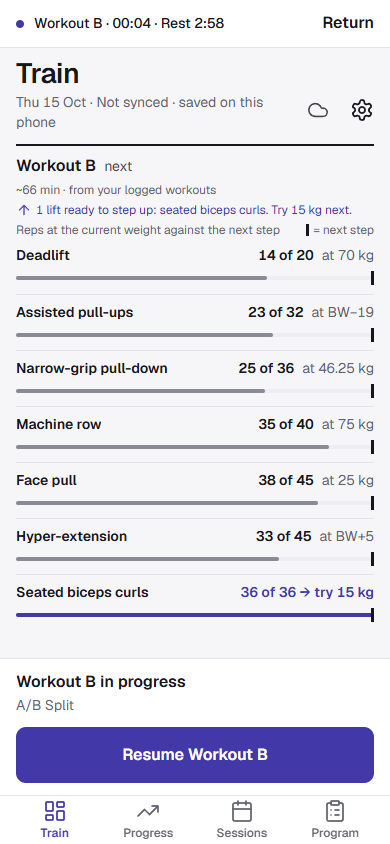 Workout B · 00:04 · Rest 2:58 Return
Train
Thu 15 Oct · Not synced · saved on this
phone
Workout B next
~66 min · from your logged workouts
↑ 1 lift ready to step up: seated biceps curls. Try 15 kg next.
Reps at the current weight against the next step = next step
Deadlift 14 of 20 at 70 kg
Assisted pull-ups 23 of 32 at BW−19
Narrow-grip pull-down 25 of 36 at 46.25 kg
Machine row 35 of 40 at 75 kg
Face pull 38 of 45 at 25 kg
Hyper-extension 33 of 45 at BW+5
Seated biceps curls 36 of 36 → try 15 kg
Workout B in progress
A/B Split
Resume Workout B
Train Progress Sessions Program